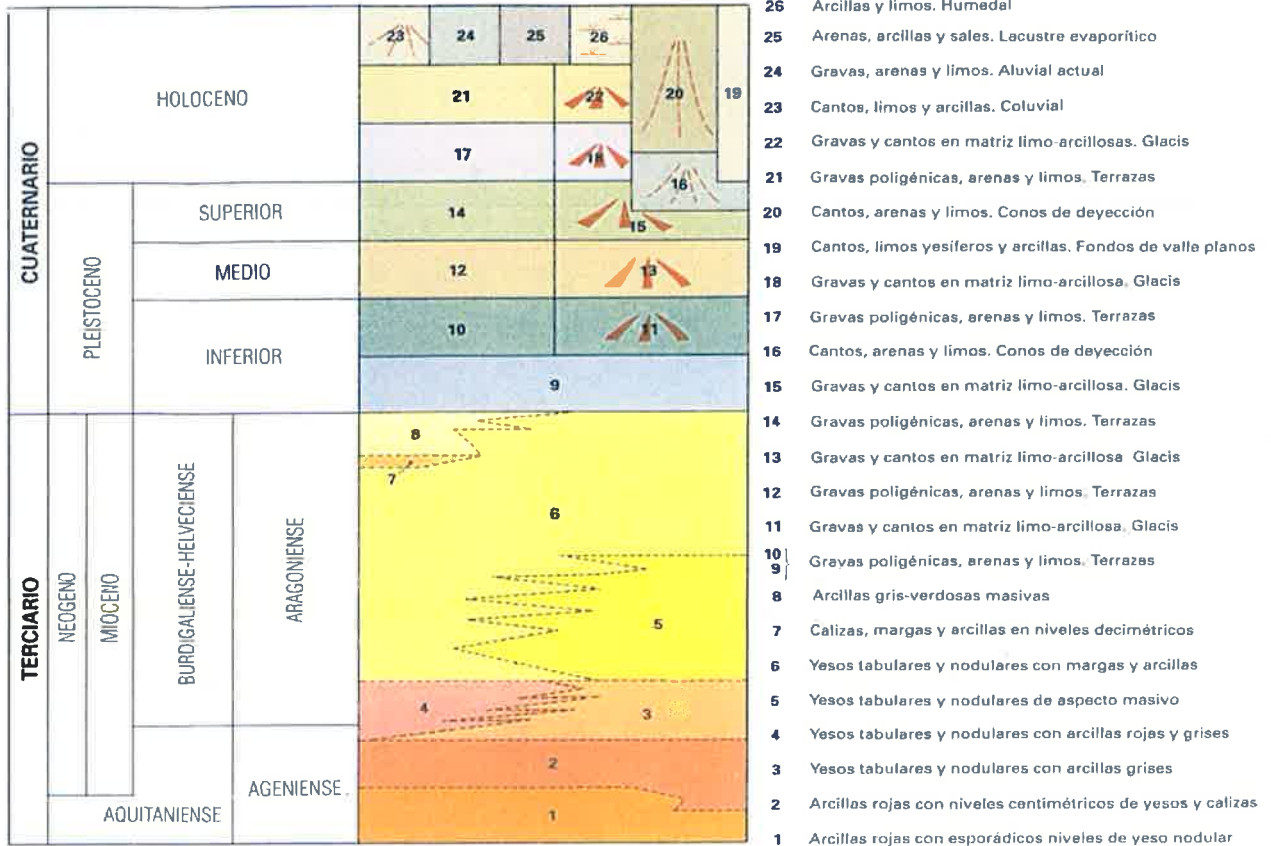 CUATERNARIO
TERCIARIO
HOLOCENO
PLEISTOCENO
SUPERIOR
MEDIO
INFERIOR
NEOGENO
MIOCENO
BURDIGALIENSE-HELVECIENSE
ARAGONIENSE
AQUITANIENSE
AGENIENSE
23 24 25 26
21 22 20 19
17 18 16
14 15
12 13
10 11
9
8
7
6
5
4 3
2
1
26 Arcillas y limos. Humedal
25 Arenas, arcillas y sales. Lacustre evaporítico
24 Gravas, arenas y limos. Aluvial actual
23 Cantos, limos y arcillas. Coluvial
22 Gravas y cantos en matriz limo-arcillosas. Glacis
21 Gravas poligénicas, arenas y limos. Terrazas
20 Cantos, arenas y limos. Conos de deyección
19 Cantos, limos yesíferos y arcillas. Fondos de valle planos
18 Gravas y cantos en matriz limo-arcillosa. Glacis
17 Gravas poligénicas, arenas y limos. Terrazas
16 Cantos, arenas y limos. Conos de deyección
15 Gravas y cantos en matriz limo-arcillosa. Glacis
14 Gravas poligénicas, arenas y limos. Terrazas
13 Gravas y cantos en matriz limo-arcillosa Glacis
12 Gravas poligénicas, arenas y limos. Terrazas
11 Gravas y cantos en matriz limo-arcillosa. Glacis
10
9 Gravas poligénicas, arenas y limos. Terrazas
8 Arcillas gris-verdosas masivas
7 Calizas, margas y arcillas en niveles decimétricos
6 Yesos tabulares y nodulares con margas y arcillas
5 Yesos tabulares y nodulares de aspecto masivo
4 Yesos tabulares y nodulares con arcillas rojas y grises
3 Yesos tabulares y nodulares con arcillas grises
2 Arcillas rojas con niveles centimétricos de yesos y calizas
1 Arcillas rojas con esporádicos niveles de yeso nodular